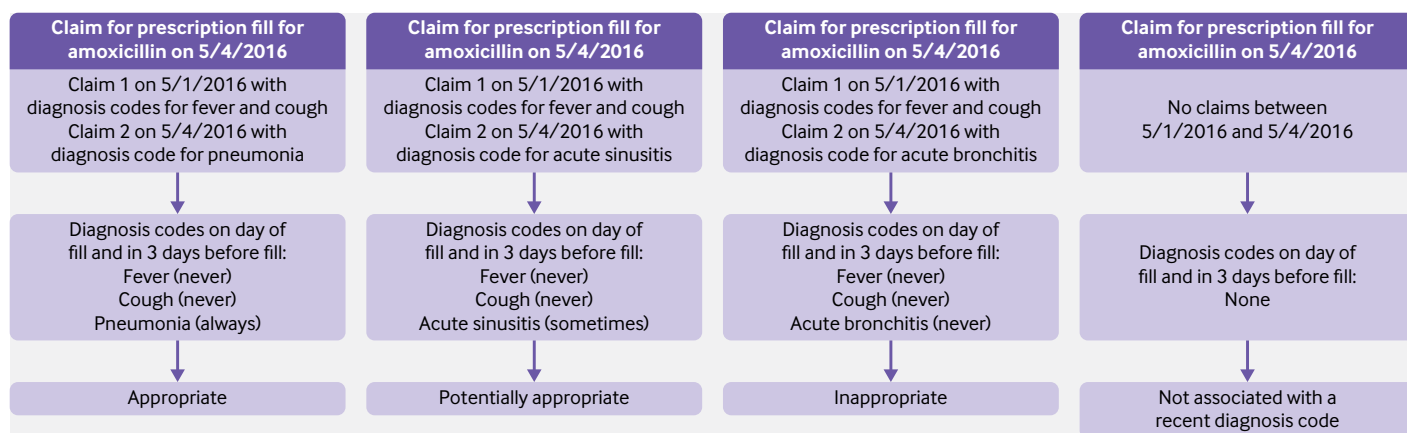 Claim for prescription fill for
amoxicillin on 5/4/2016
Claim 1 on 5/1/2016 with
diagnosis codes for fever and cough
Claim 2 on 5/4/2016 with
diagnosis code for pneumonia
Diagnosis codes on day of
fill and in 3 days before fill:
Fever (never)
Cough (never)
Pneumonia (always)
Appropriate
Claim for prescription fill for
amoxicillin on 5/4/2016
Claim 1 on 5/1/2016 with
diagnosis codes for fever and cough
Claim 2 on 5/4/2016 with
diagnosis code for acute sinusitis
Diagnosis codes on day of
fill and in 3 days before fill:
Fever (never)
Cough (never)
Acute sinusitis (sometimes)
Potentially appropriate
Claim for prescription fill for
amoxicillin on 5/4/2016
Claim 1 on 5/1/2016 with
diagnosis codes for fever and cough
Claim 2 on 5/4/2016 with
diagnosis code for acute bronchitis
Diagnosis codes on day of
fill and in 3 days before fill:
Fever (never)
Cough (never)
Acute bronchitis (never)
Inappropriate
Claim for prescription fill for
amoxicillin on 5/4/2016
No claims between
5/1/2016 and 5/4/2016
Diagnosis codes on day of
fill and in 3 days before fill:
None
Not associated with a
recent diagnosis code